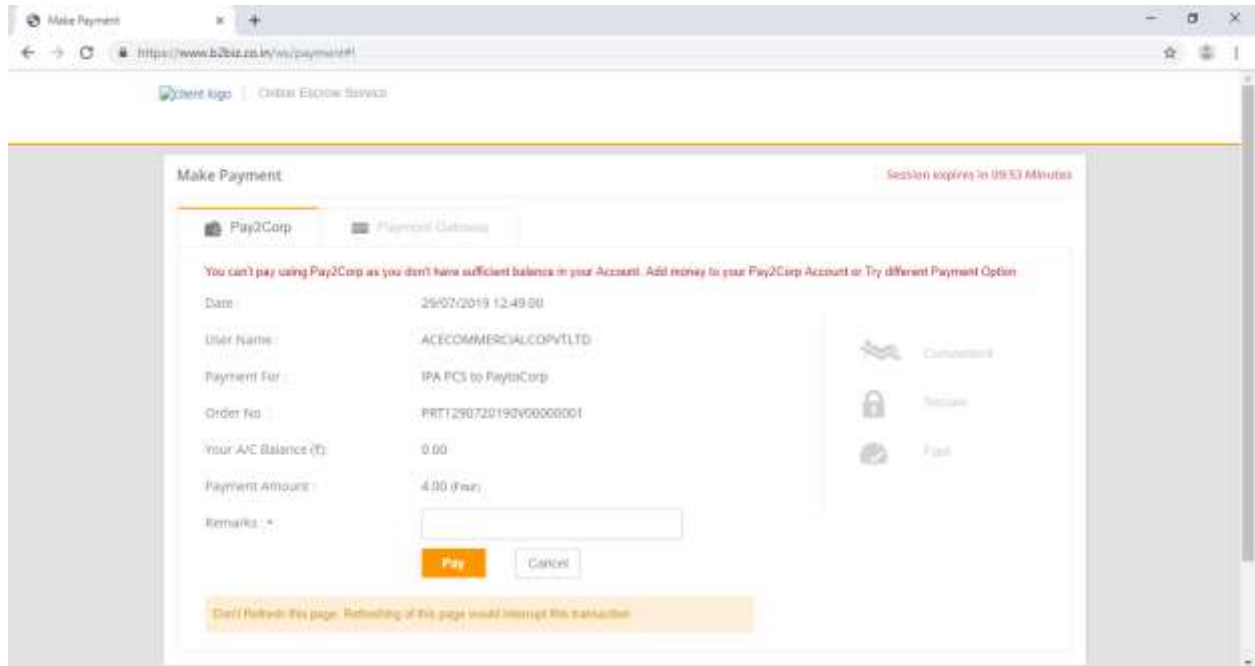 Make Payment
https://www.b2biz.co.in/ws/payment#!
client logo | Online Escrow Service
Make Payment
Session expires in 09:53 Minutes
Pay2Corp
Payment Gateway
You can't pay using Pay2Corp as you don't have sufficient balance in your Account. Add money to your Pay2Corp Account or Try different Payment Option
Date : 29/07/2019 12:49:00
User Name : ACECOMMERCIALCOPVTLTD
Payment For : IPA PCS to PaytoCorp
Order No. : PRT1290720190V00000001
Your A/C Balance (₹): 0.00
Payment Amount : 4.00 (Four)
Remarks : *
Pay
Cancel
Convenient
Secure
Fast
Don't Refresh this page. Refreshing of this page would interrupt this transaction